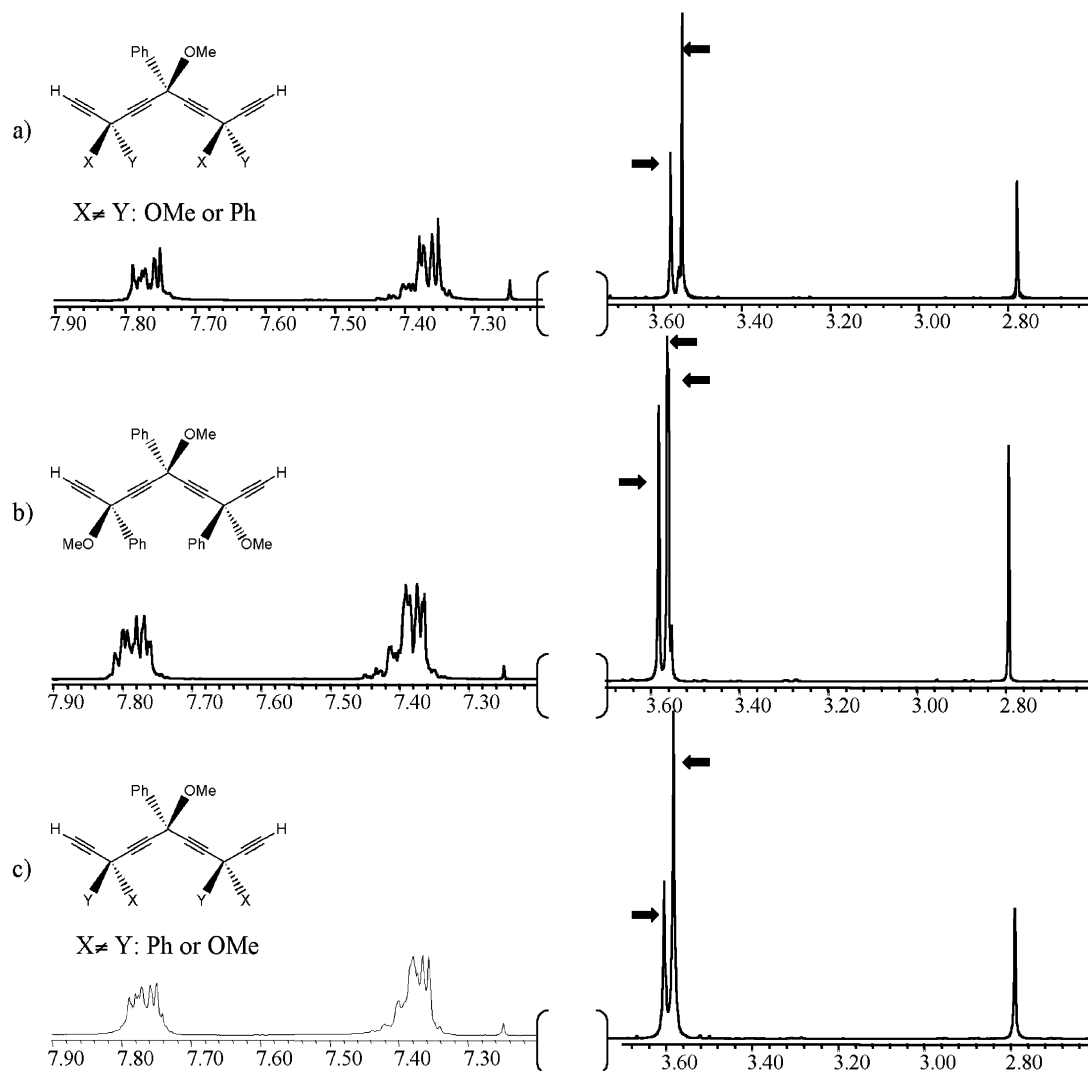 Ph OMe
H H
a)
X Y X Y
X≠ Y: OMe or Ph
7.90 7.80 7.70 7.60 7.50 7.40 7.30
3.60 3.40 3.20 3.00 2.80
Ph OMe
H H
b)
MeO Ph Ph OMe
7.90 7.80 7.70 7.60 7.50 7.40 7.30
3.60 3.40 3.20 3.00 2.80
Ph OMe
H H
c)
Y X Y X
X≠ Y: Ph or OMe
7.90 7.80 7.70 7.60 7.50 7.40 7.30
3.60 3.40 3.20 3.00 2.80